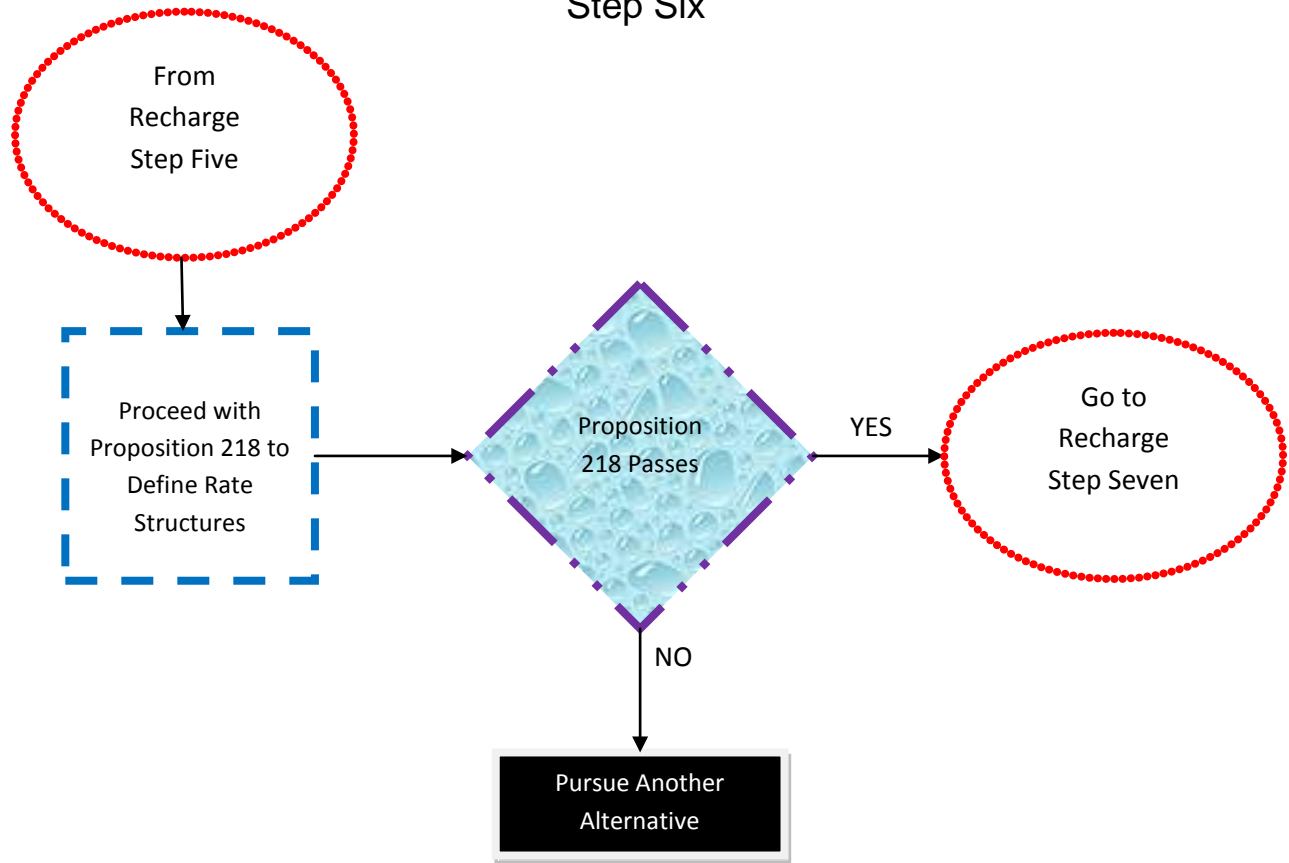 Step Six
From
Recharge
Step Five
Proceed with
Proposition 218 to
Define Rate
Structures
Proposition
218 Passes
YES
Go to
Recharge
Step Seven
NO
Pursue Another
Alternative